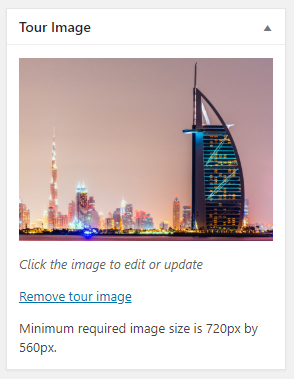 Tour Image
Click the image to edit or update
Remove tour image
Minimum required image size is 720px by
560px.